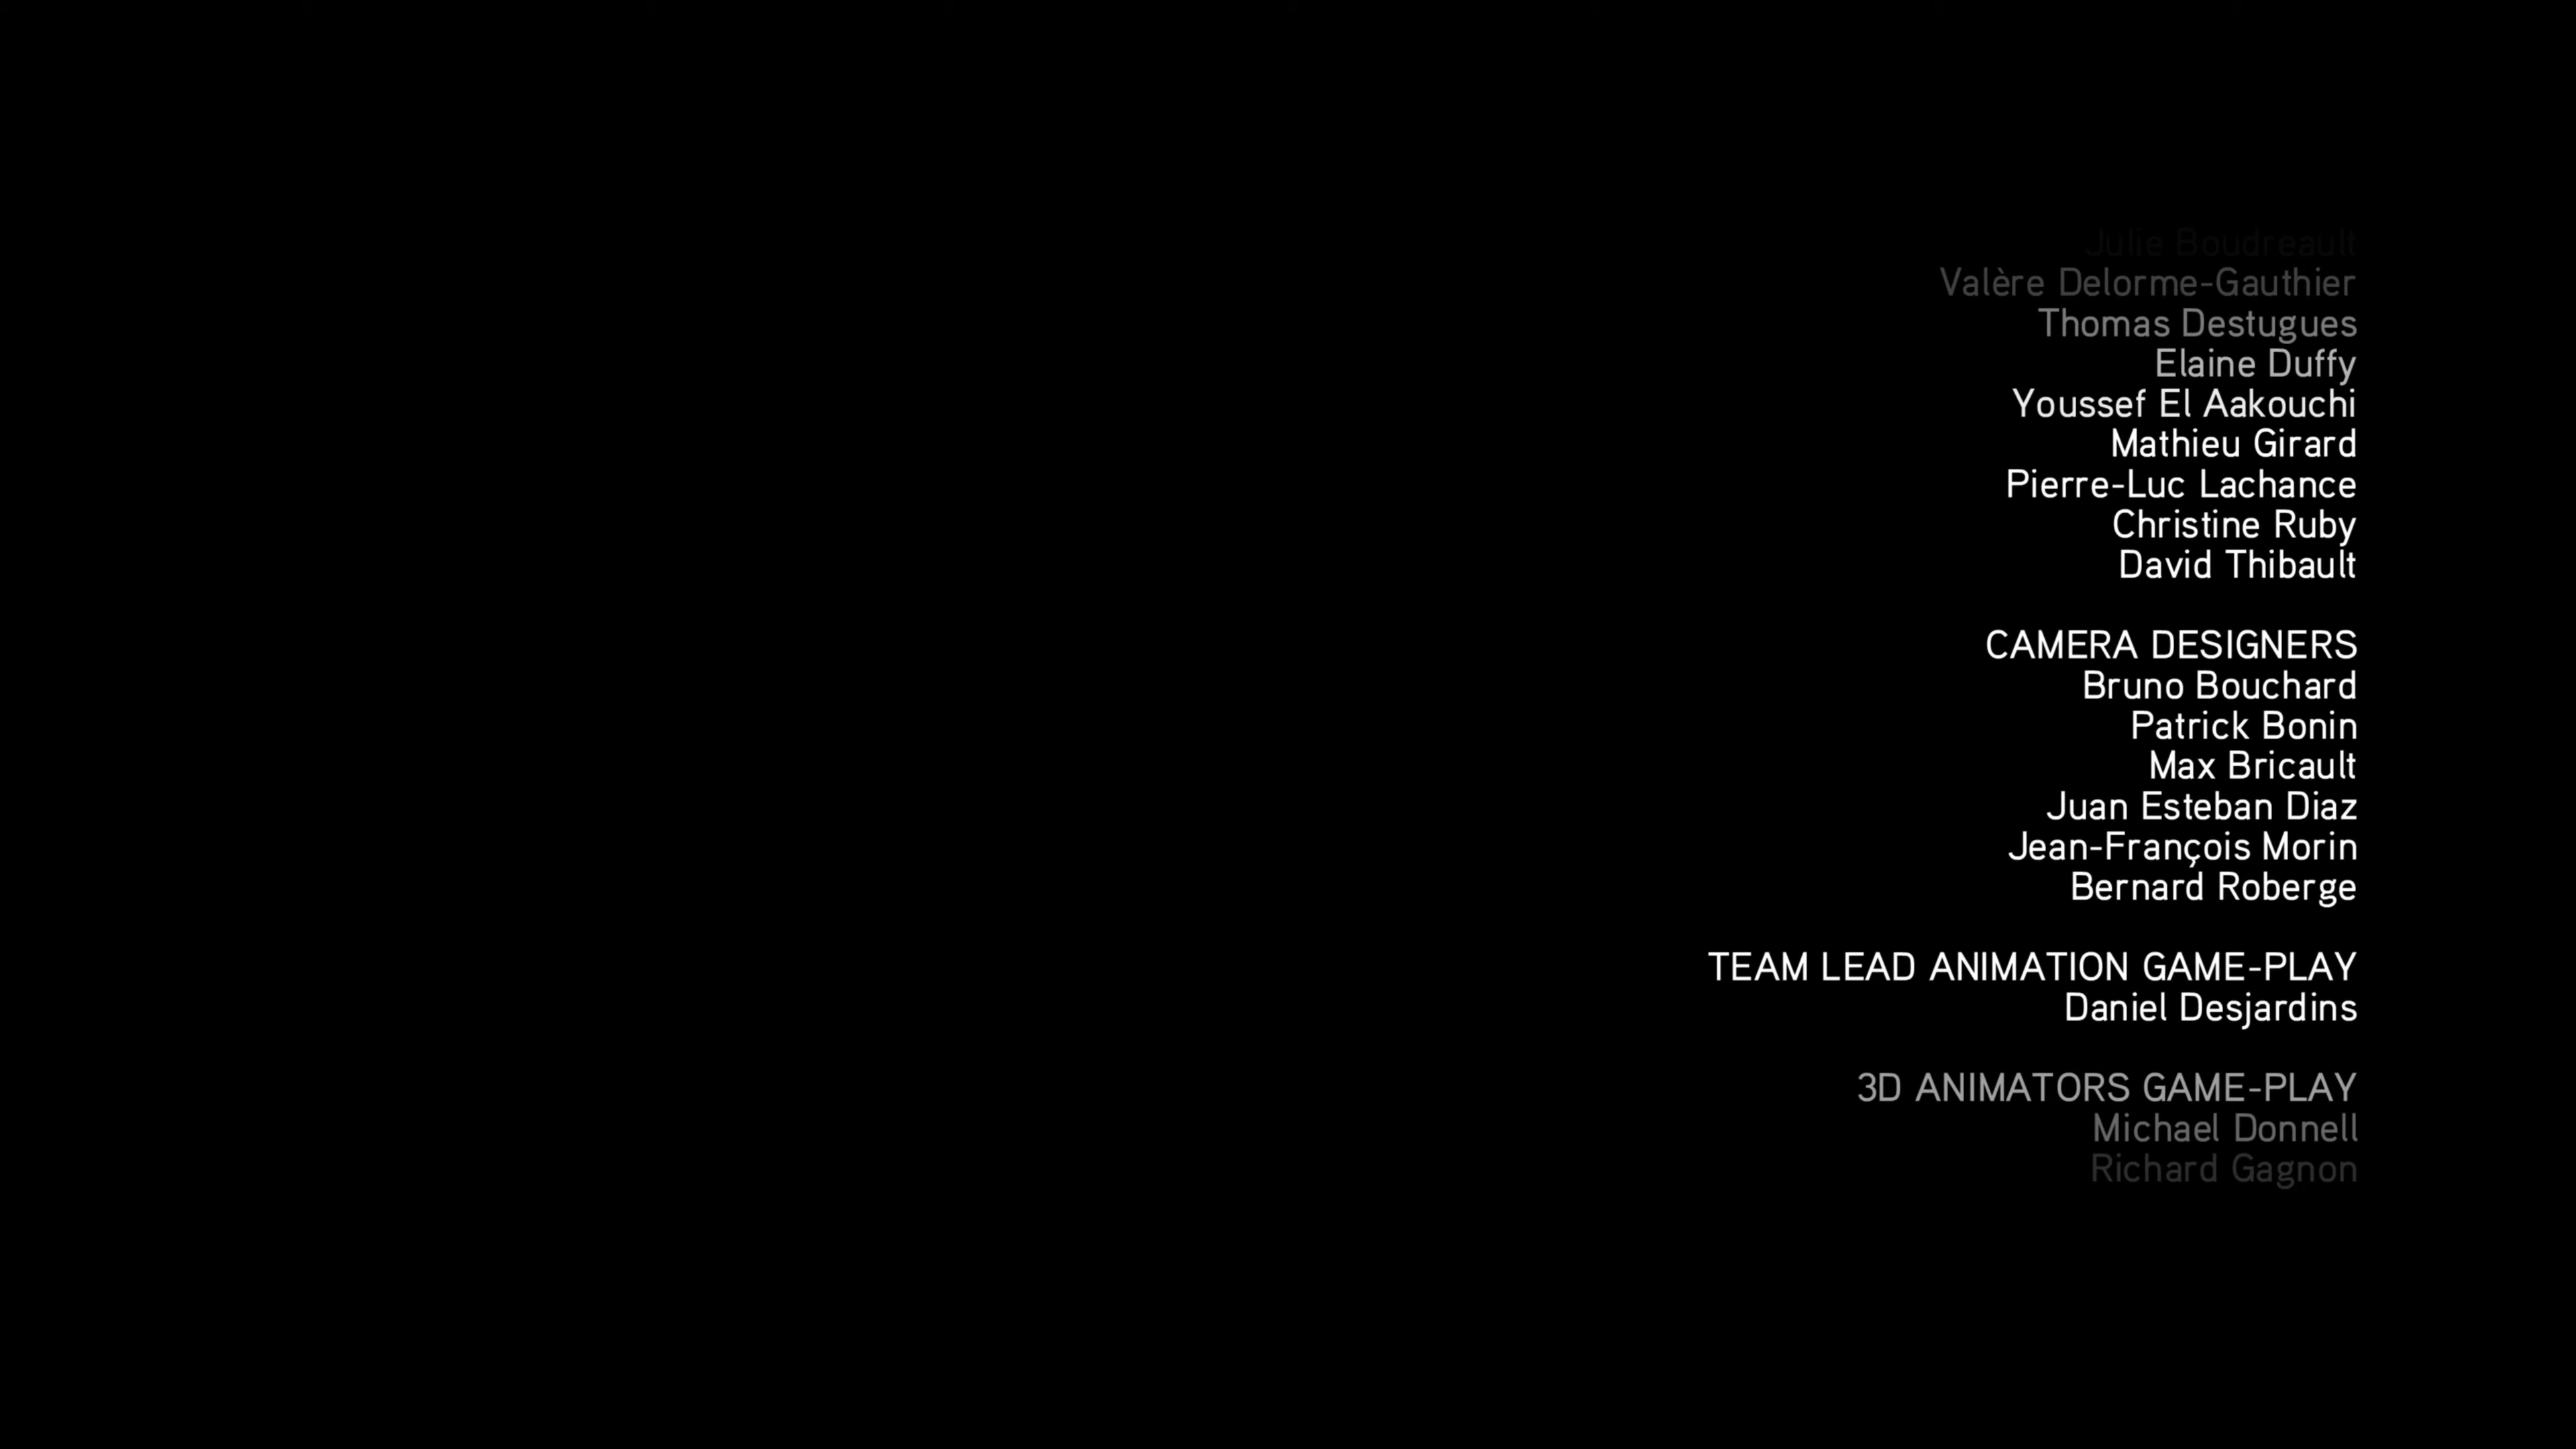 Julie Boudreault
Valère Delorme-Gauthier
Thomas Destugues
Elaine Duffy
Youssef El Aakouchi
Mathieu Girard
Pierre-Luc Lachance
Christine Ruby
David Thibault
CAMERA DESIGNERS
Bruno Bouchard
Patrick Bonin
Max Bricault
Juan Esteban Diaz
Jean-François Morin
Bernard Roberge
TEAM LEAD ANIMATION GAME-PLAY
Daniel Desjardins
3D ANIMATORS GAME-PLAY
Michael Donnell
Richard Gagnon